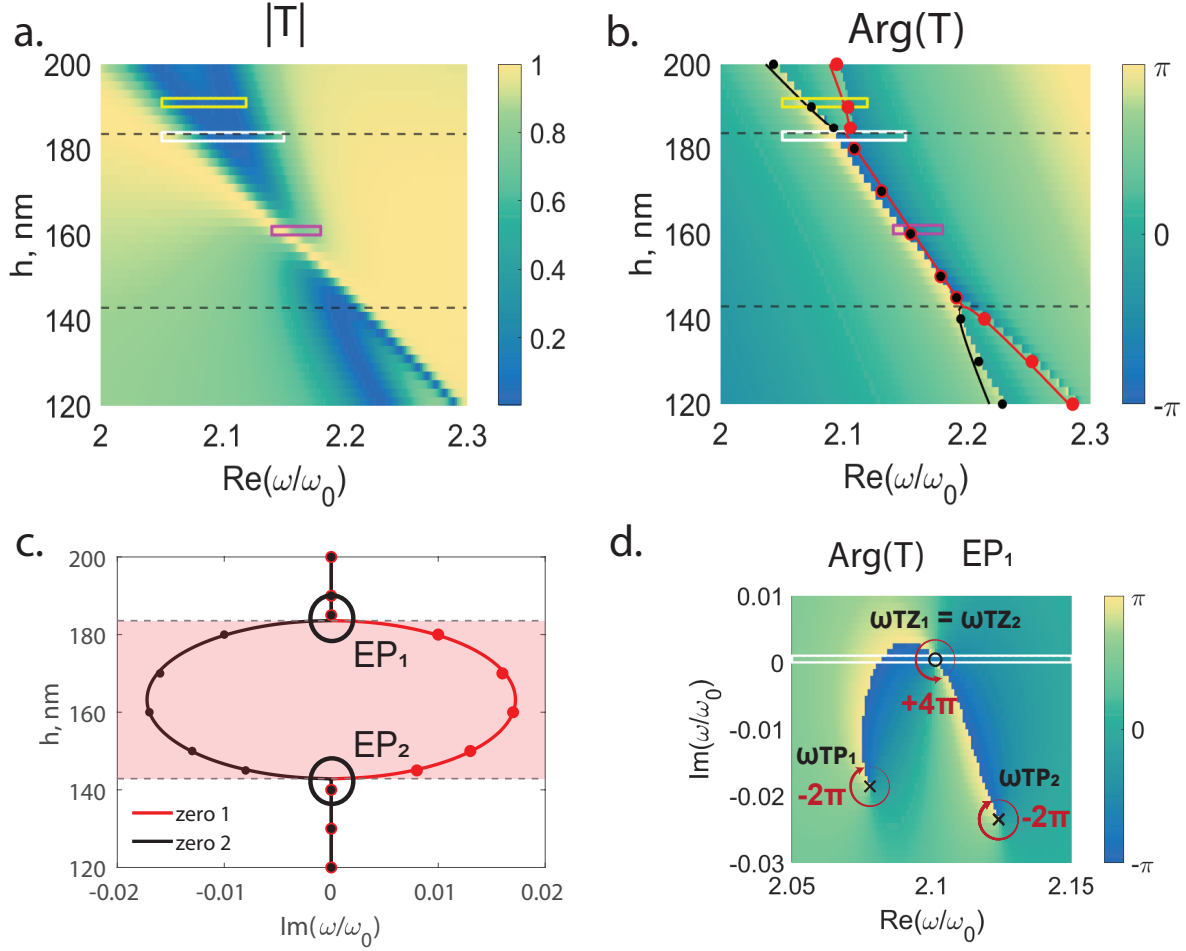 a.
|T|
200
180
160
140
120
h, nm
2
2.1
2.2
2.3
Re(ω/ω₀)
1
0.8
0.6
0.4
0.2
b.
Arg(T)
200
180
160
140
120
h, nm
2
2.1
2.2
2.3
Re(ω/ω₀)
π
0
-π
c.
200
180
160
140
120
h, nm
EP₁
EP₂
zero 1
zero 2
-0.02
-0.01
0
0.01
0.02
Im(ω/ω₀)
d.
Arg(T) EP₁
0.01
0
-0.01
-0.02
-0.03
Im(ω/ω₀)
ωTZ₁ = ωTZ₂
+4π
ωTP₁
-2π
ωTP₂
-2π
2.05
2.1
2.15
Re(ω/ω₀)
π
0
-π